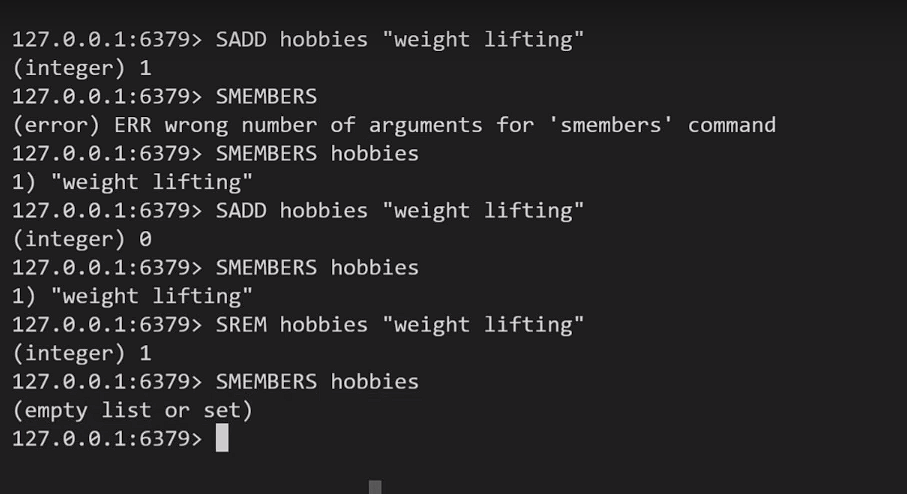 127.0.0.1:6379> SADD hobbies "weight lifting"
(integer) 1
127.0.0.1:6379> SMEMBERS
(error) ERR wrong number of arguments for 'smembers' command
127.0.0.1:6379> SMEMBERS hobbies
1) "weight lifting"
127.0.0.1:6379> SADD hobbies "weight lifting"
(integer) 0
127.0.0.1:6379> SMEMBERS hobbies
1) "weight lifting"
127.0.0.1:6379> SREM hobbies "weight lifting"
(integer) 1
127.0.0.1:6379> SMEMBERS hobbies
(empty list or set)
127.0.0.1:6379>